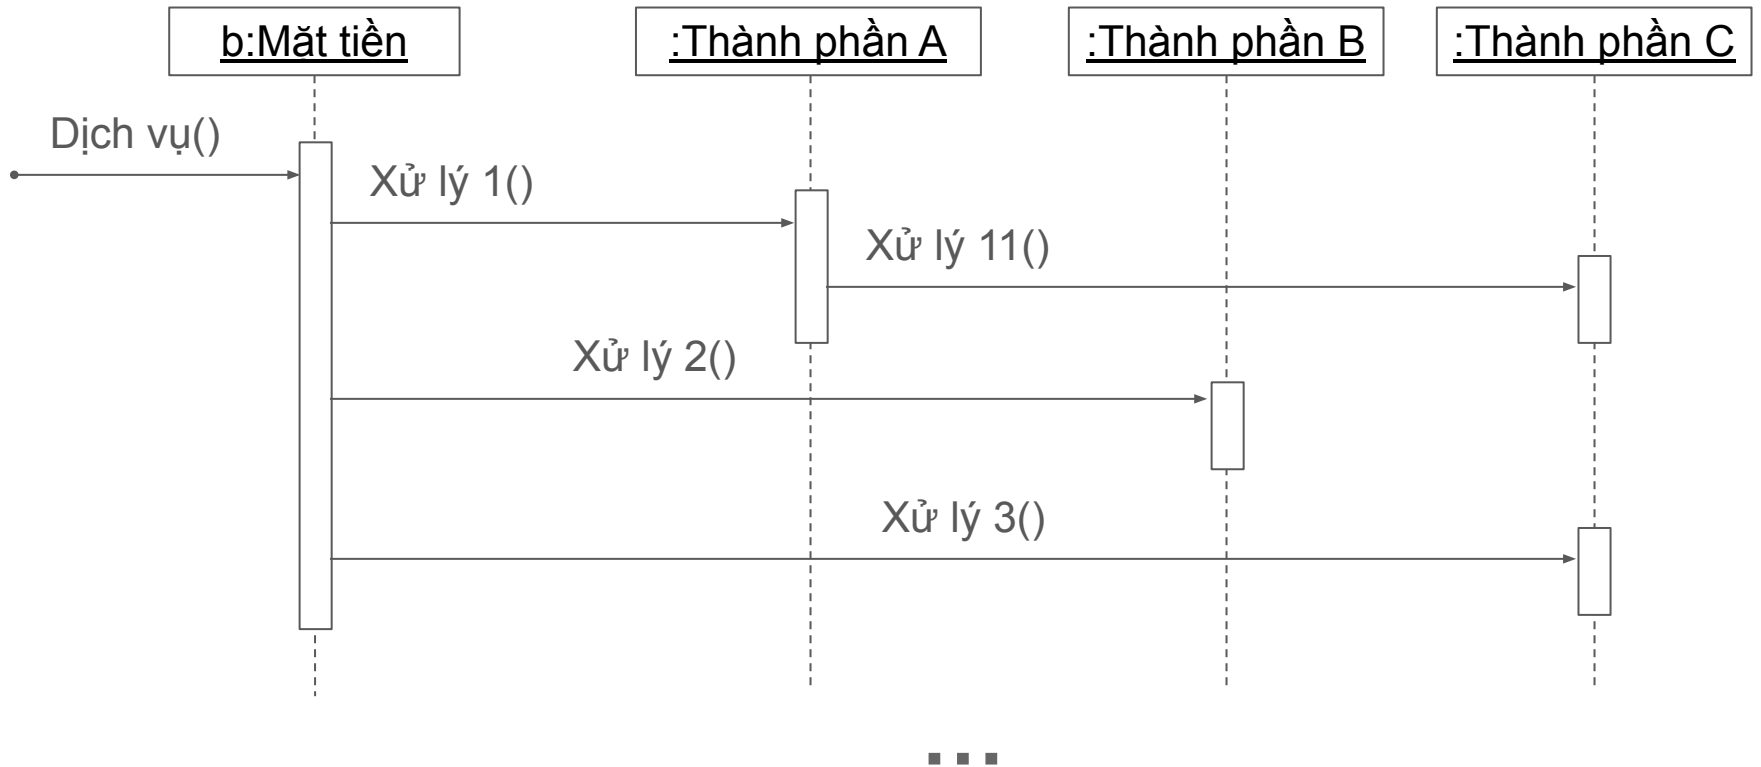 b:Mặt tiền
:Thành phần A
:Thành phần B
:Thành phần C
Dịch vụ()
Xử lý 1()
Xử lý 11()
Xử lý 2()
Xử lý 3()
...